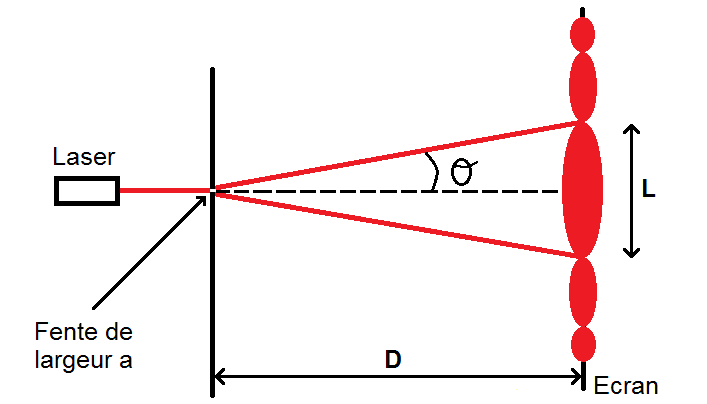 Laser
θ
L
Fente de
largeur a
D
Ecran